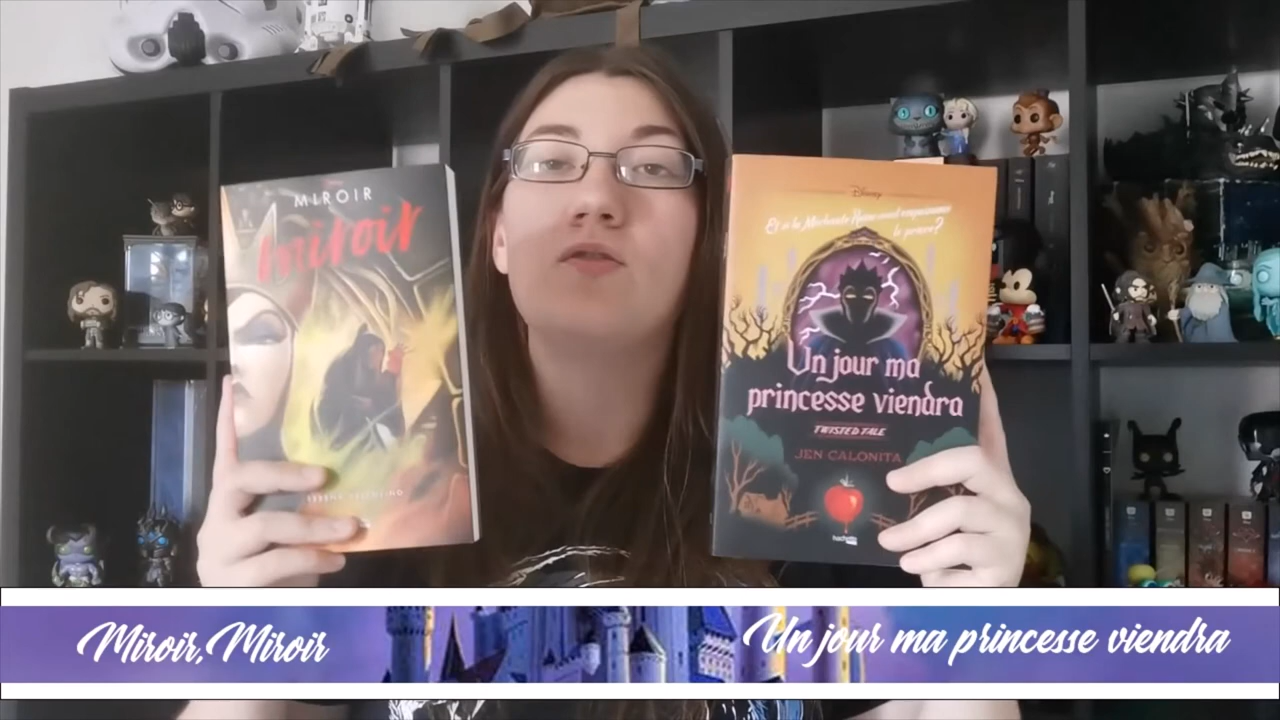 MIROIR
miroir
Disney
Et si la Méchante Reine avait empoisonné
le prince?
Un jour ma
princesse viendra
TWISTED TALE
JEN CALONITA
hachette
Miroir, Miroir
Un jour ma princesse viendra